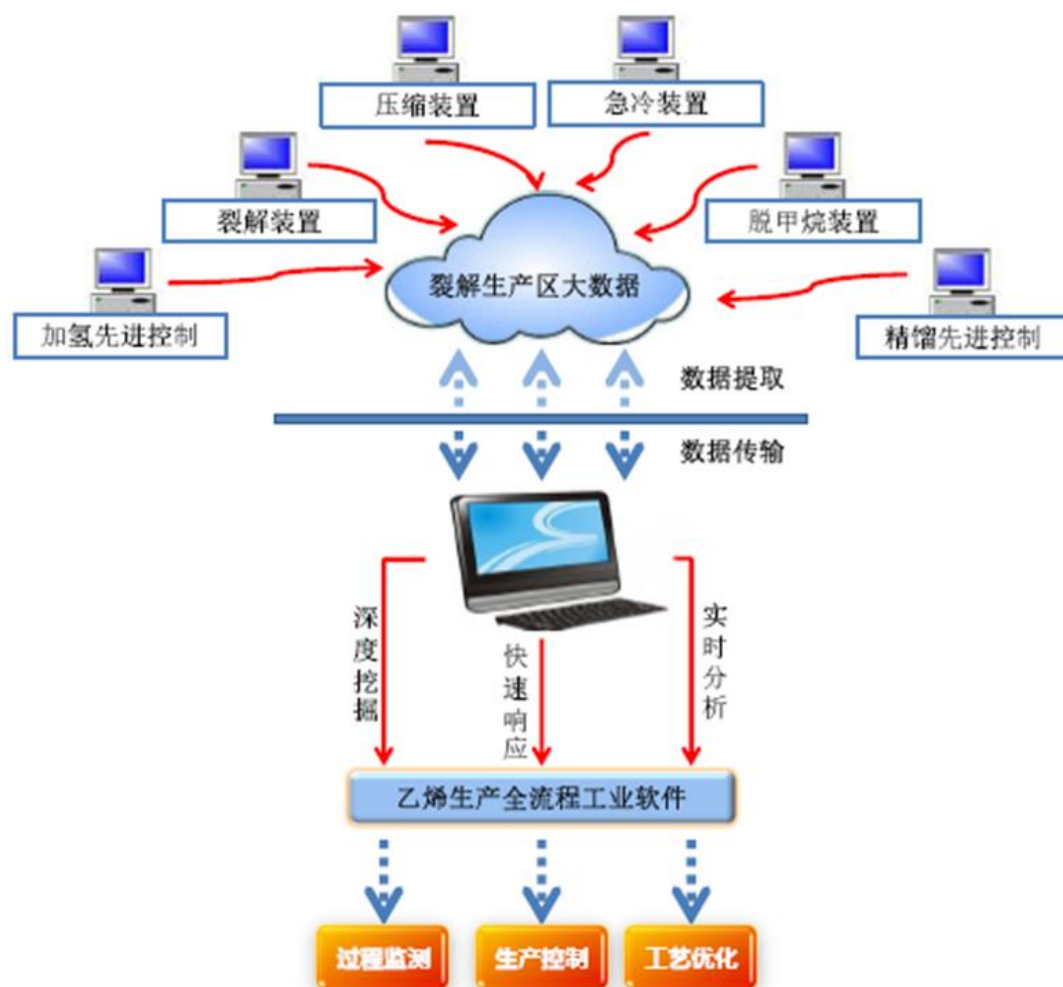 压缩装置
急冷装置
裂解装置
脱甲烷装置
加氢先进控制
裂解生产区大数据
精馏先进控制
数据提取
数据传输
深度挖掘
快速响应
实时分析
乙烯生产全流程工业软件
过程监测
生产控制
工艺优化